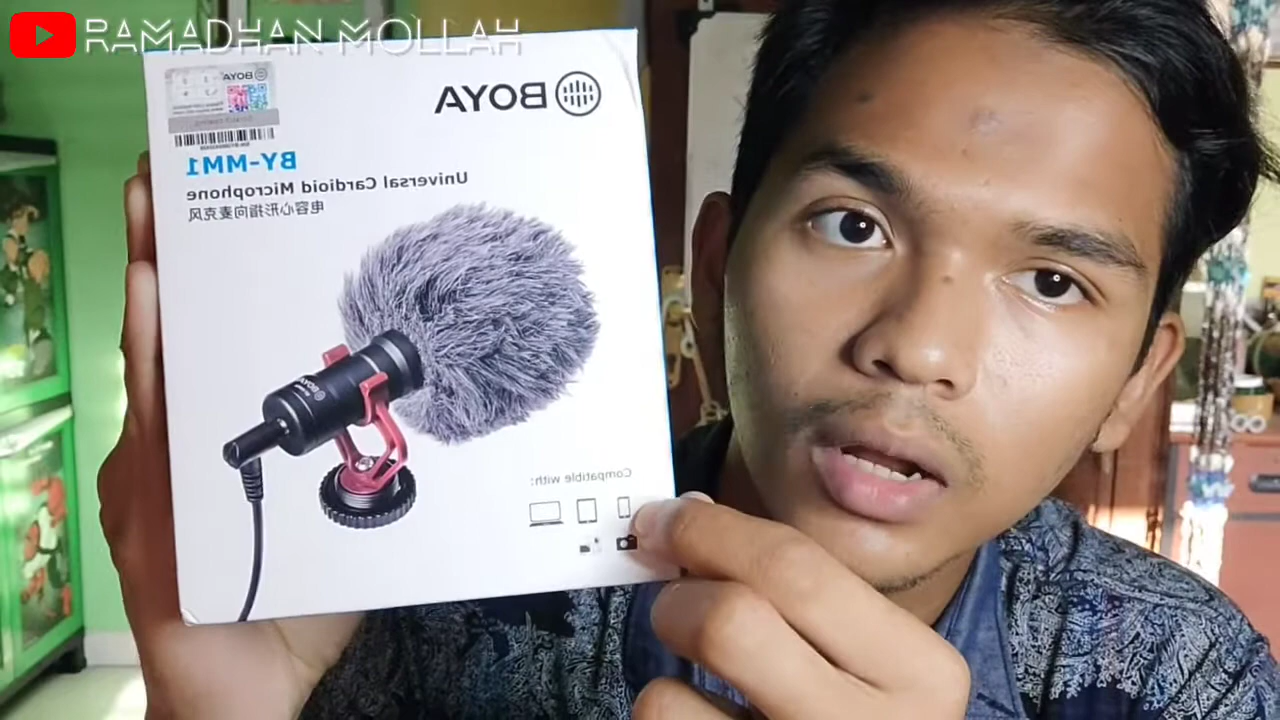 RAMADHAN MOLLAH
BOYA
BOYA
BY-MM1
Universal Cardioid Microphone
电容心形指向麦克风
BOYA
Compatible with: